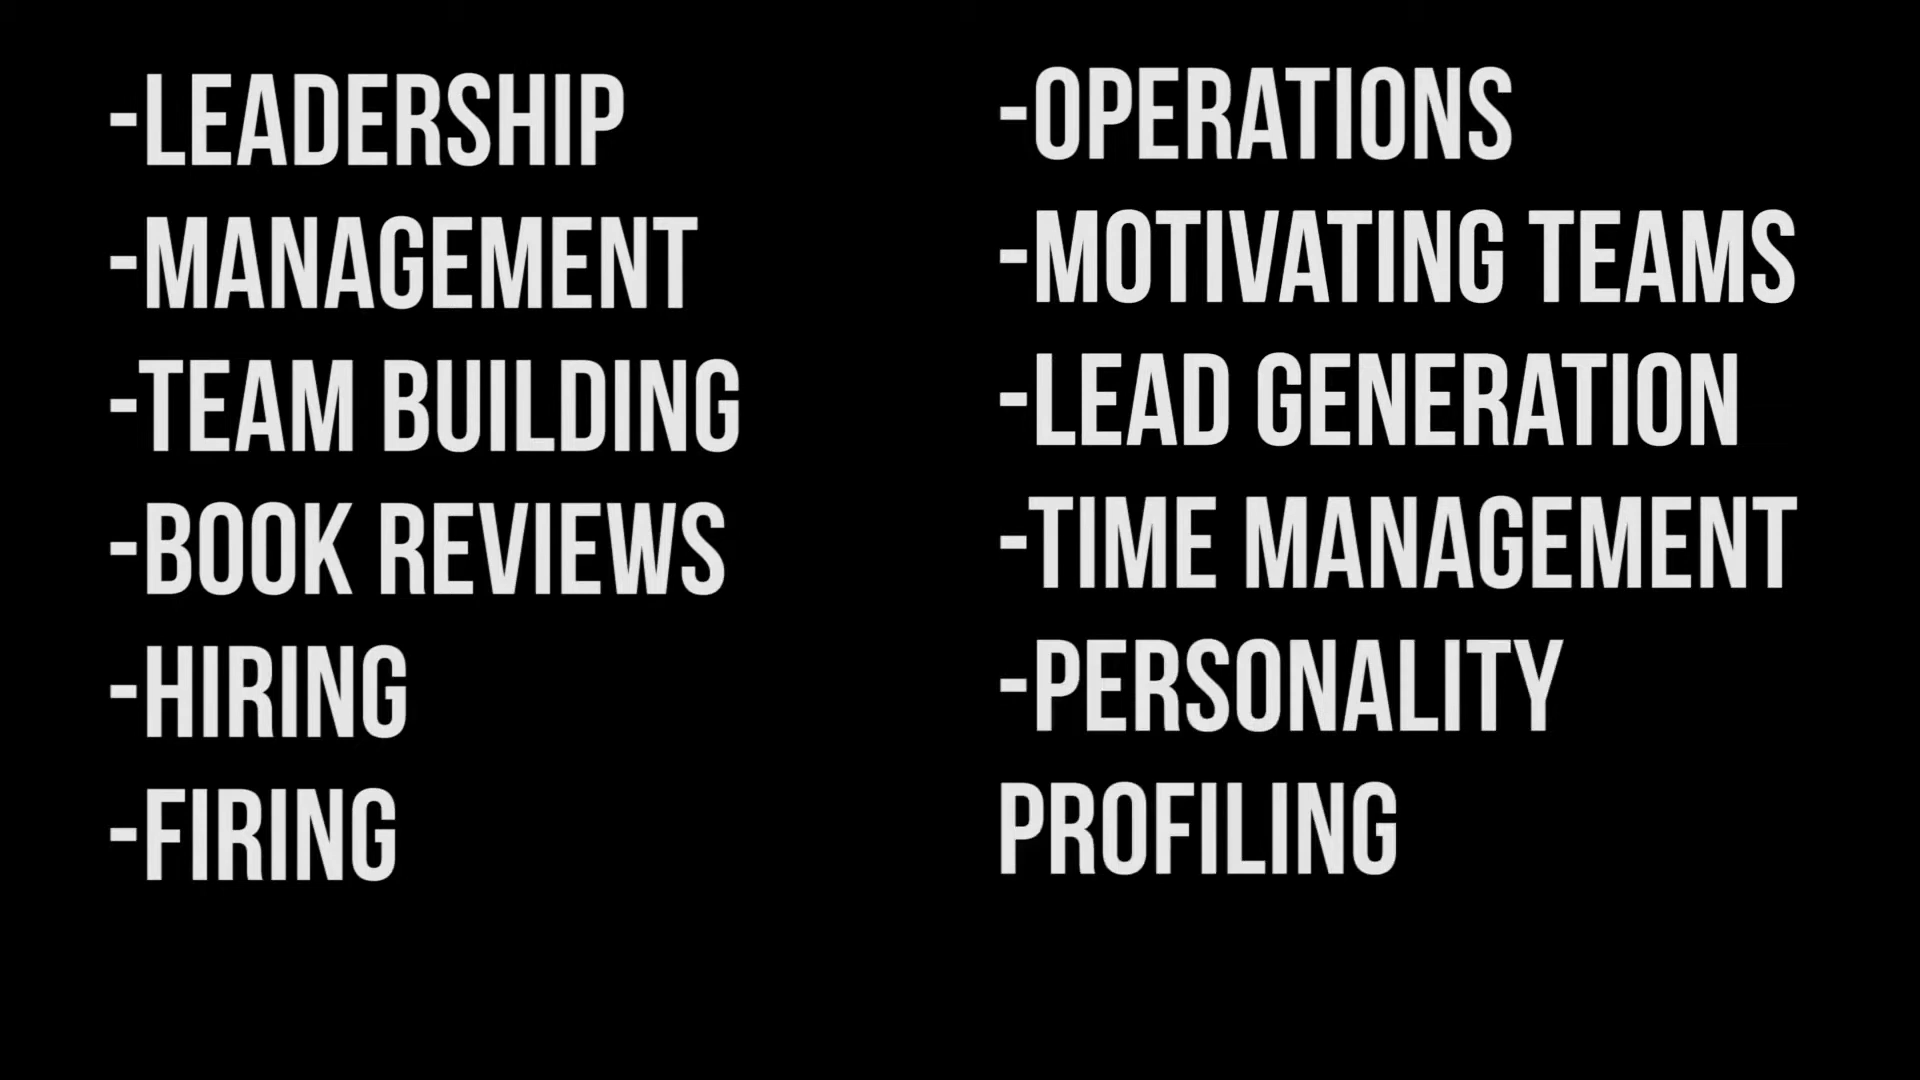 -LEADERSHIP
-MANAGEMENT
-TEAM BUILDING
-BOOK REVIEWS
-HIRING
-FIRING
-OPERATIONS
-MOTIVATING TEAMS
-LEAD GENERATION
-TIME MANAGEMENT
-PERSONALITY
PROFILING